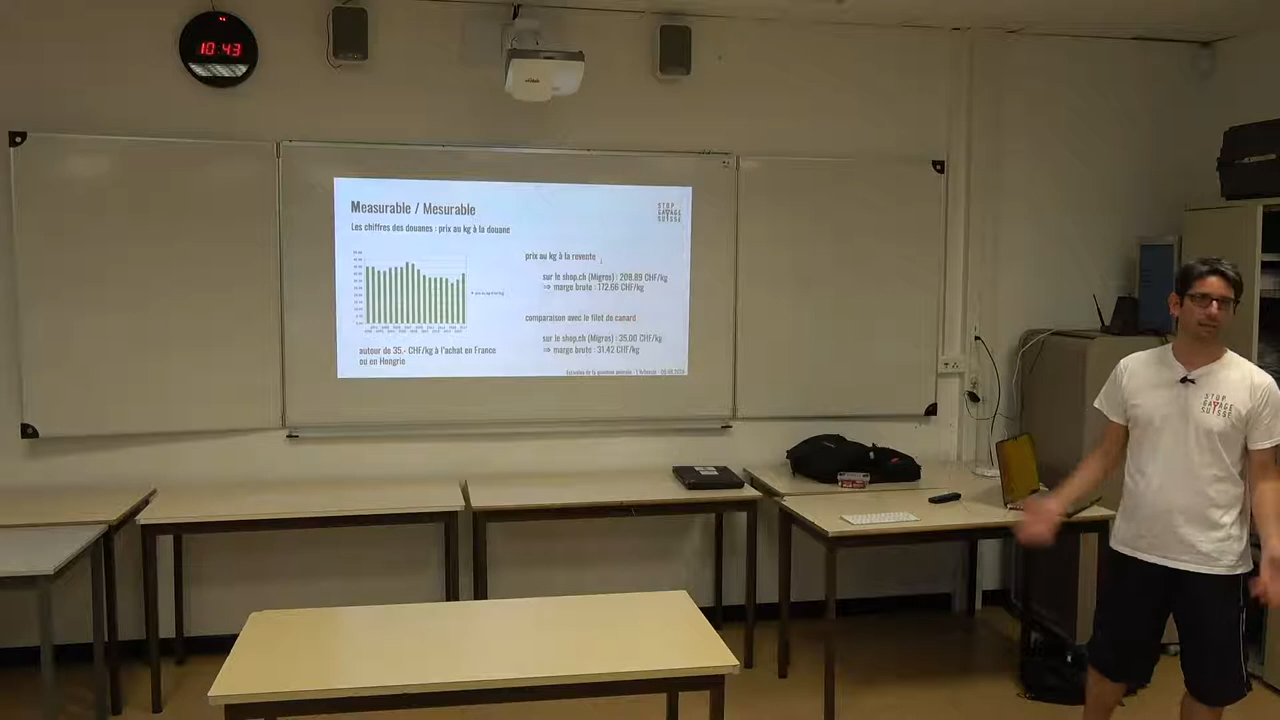 10:43
Measurable / Mesurable
STOP
GAVAGE
SUISSE
Les chiffres des douanes : prix au kg à la douane
prix au kg à la revente :
sur le shop.ch (Migros) : 208.89 CHF/kg
⇒ marge brute : 172.66 CHF/kg
comparaison avec le filet de canard
sur le shop.ch (Migros) : 35.00 CHF/kg
⇒ marge brute : 31.42 CHF/kg
autour de 35.- CHF/kg à l'achat en France
ou en Hongrie
STOP
GAVAGE
SUISSE